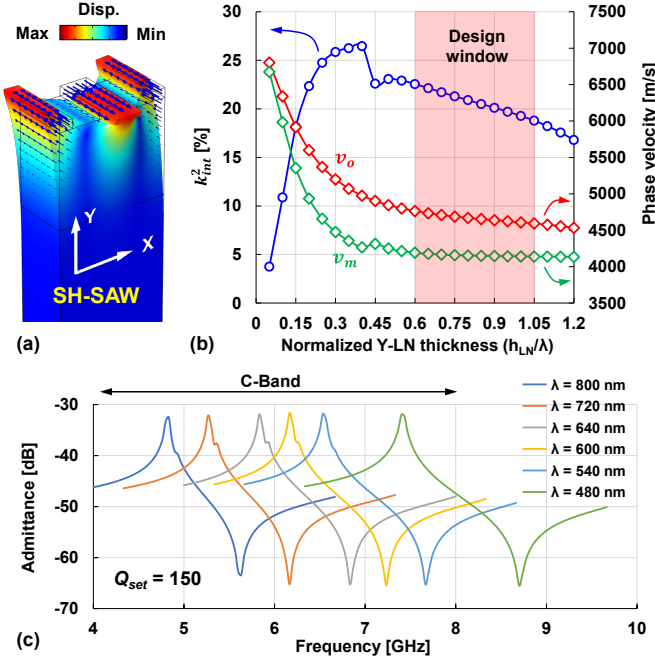 Disp.
Max Min
Y
X
SH-SAW
(a)
30
25
20
15
10
5
0
k²int [%]
Design
window
vo
vm
7500
7000
6500
6000
5500
5000
4500
4000
3500
Phase velocity [m/s]
0 0.15 0.3 0.45 0.6 0.75 0.9 1.05 1.2
Normalized Y-LN thickness (hLN/λ)
(b)
C-Band
-30
-40
-50
-60
-70
Admittance [dB]
λ = 800 nm
λ = 720 nm
λ = 640 nm
λ = 600 nm
λ = 540 nm
λ = 480 nm
Qset = 150
4 5 6 7 8 9 10
Frequency [GHz]
(c)